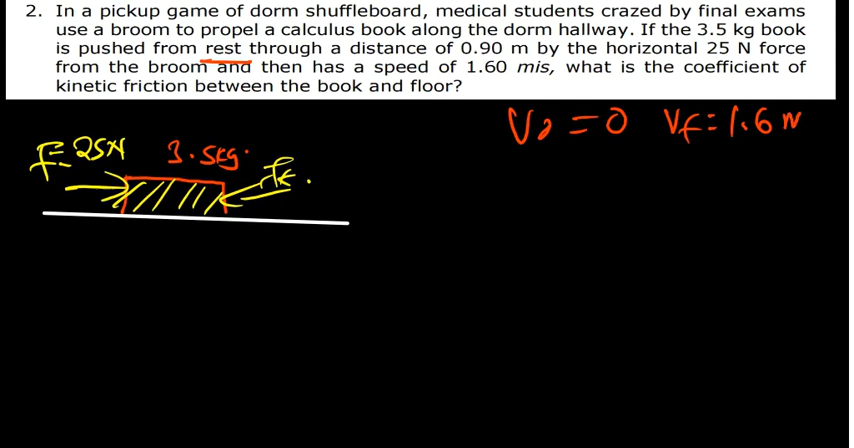 2. In a pickup game of dorm shuffleboard, medical students crazed by final exams
use a broom to propel a calculus book along the dorm hallway. If the 3.5 kg book
is pushed from rest through a distance of 0.90 m by the horizontal 25 N force
from the broom and then has a speed of 1.60 mis, what is the coefficient of
kinetic friction between the book and floor?
V0 = 0 Vf = 1.6 m
F=25N 3.5kg.
fk.